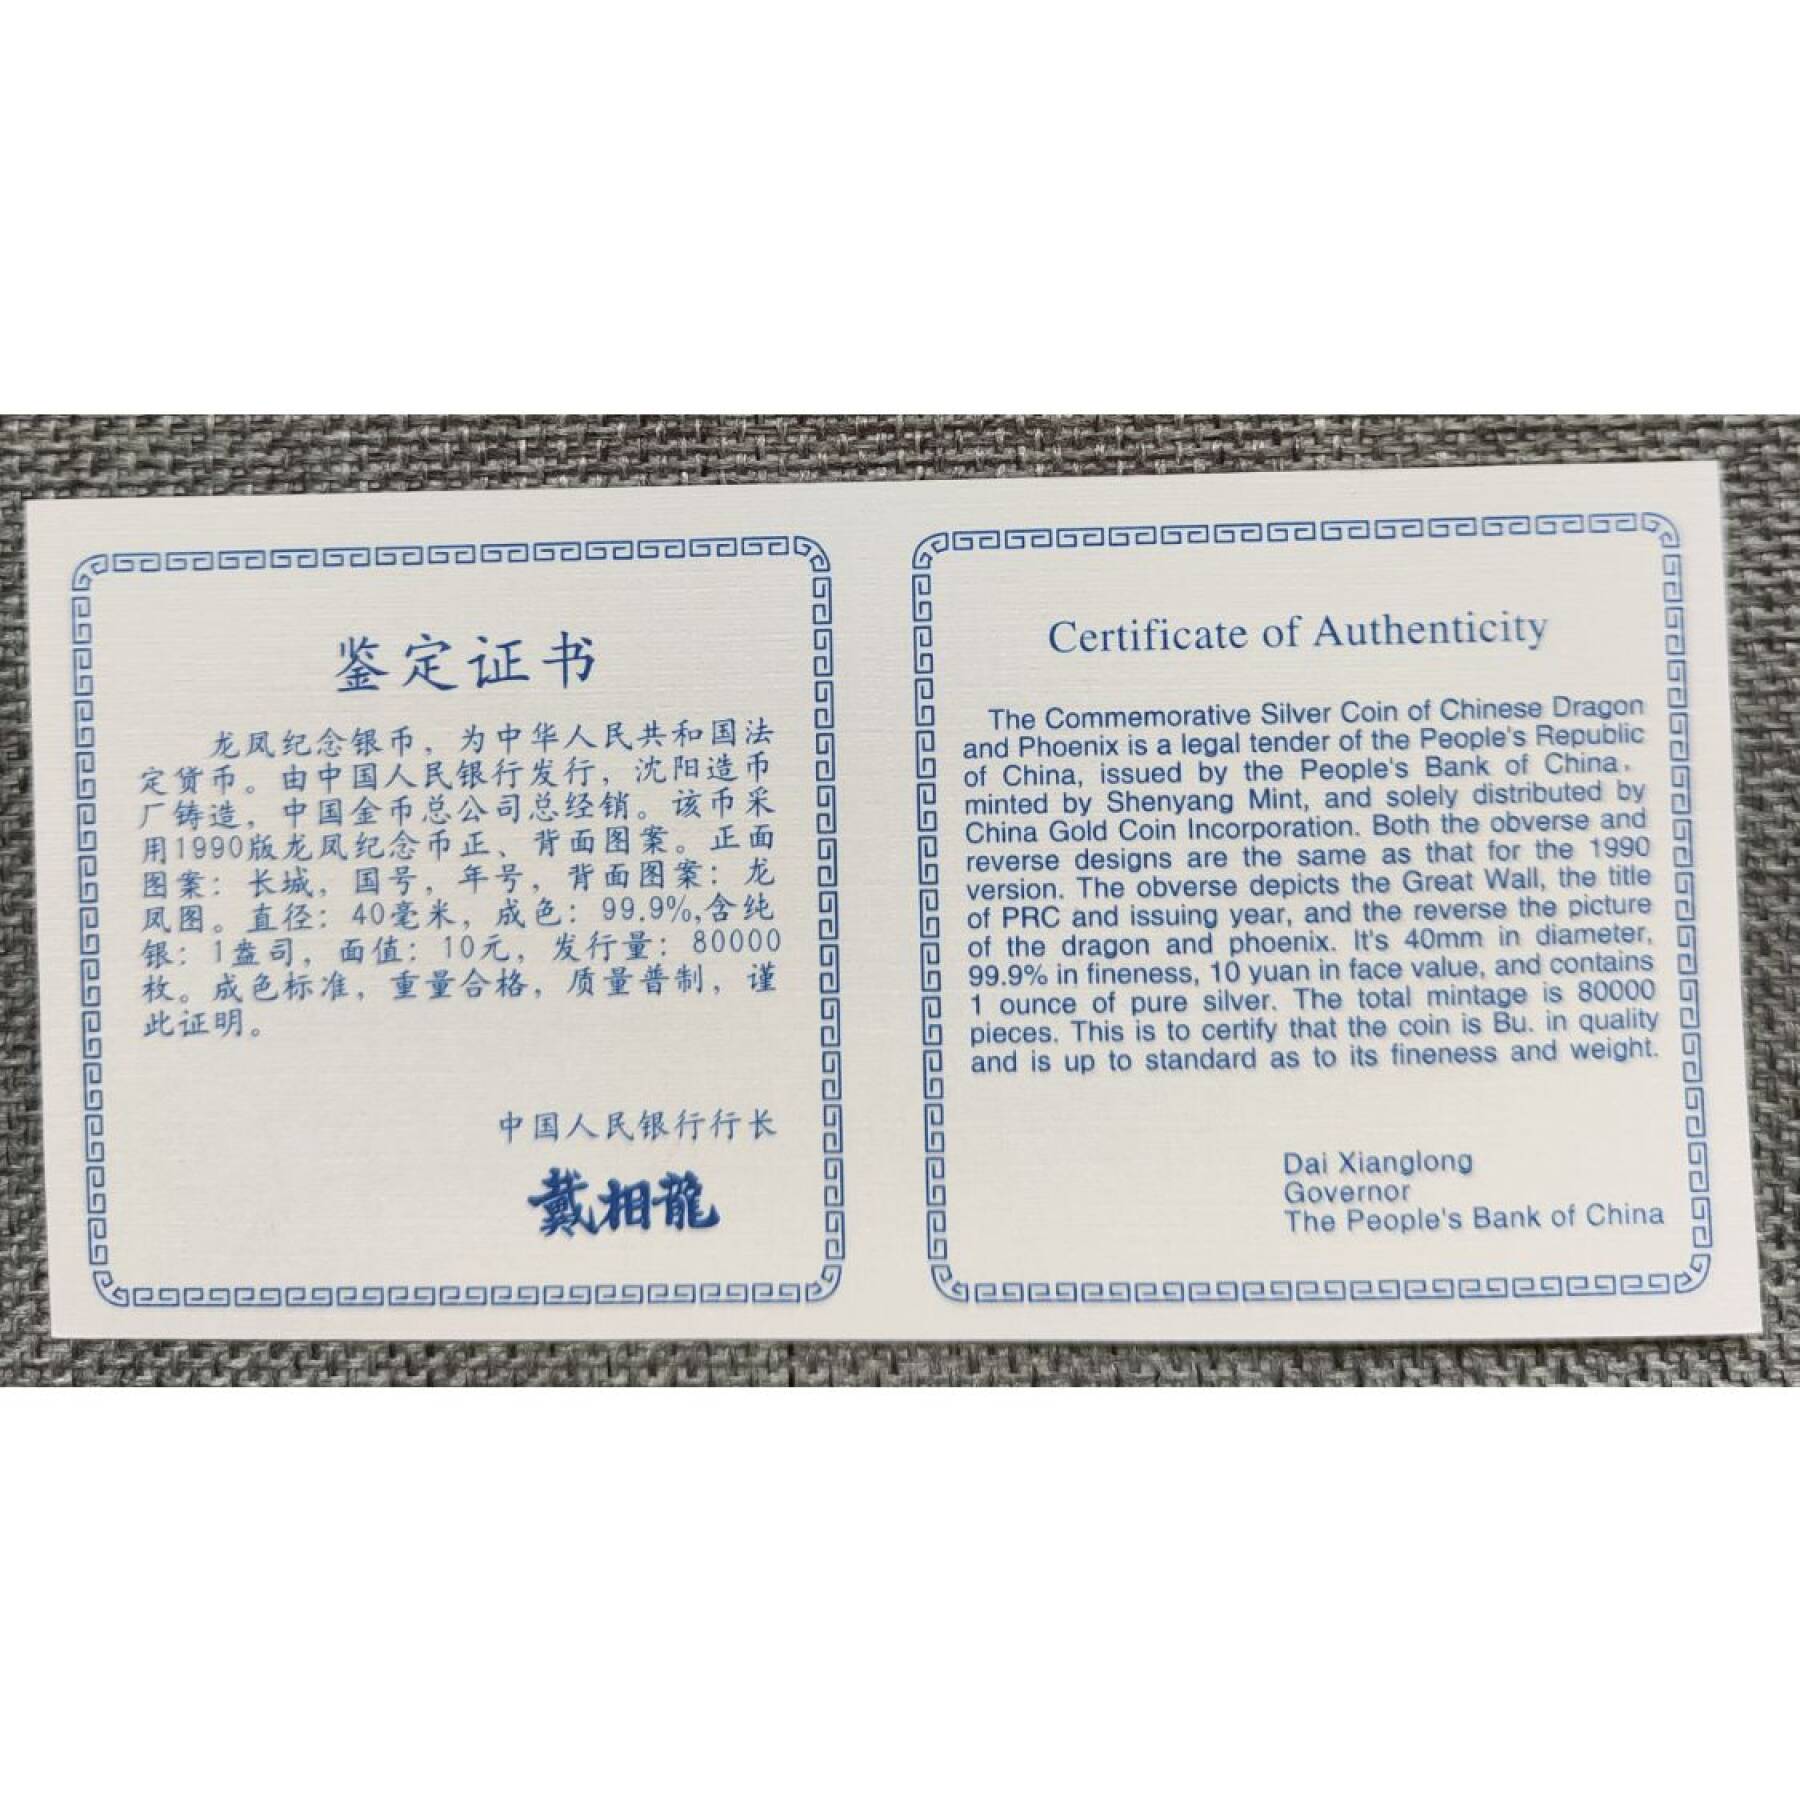 鉴定证书
龙凤纪念银币，为中华人民共和国法
定货币。由中国人民银行发行，沈阳造币
厂铸造，中国金币总公司总经销。该币采
用1990版龙凤纪念币正、背面图案。正面
图案：长城，国号，年号，背面图案：龙
凤图。直径：40毫米，成色：99.9%,含纯
银：1盎司，面值：10元，发行量：80000
枚。成色标准，重量合格，质量普制，谨
此证明。
中国人民银行行长
戴相龍
Certificate of Authenticity
The Commemorative Silver Coin of Chinese Dragon
and Phoenix is a legal tender of the People's Republic
of China, issued by the People's Bank of China,
minted by Shenyang Mint, and solely distributed by
China Gold Coin Incorporation. Both the obverse and
reverse designs are the same as that for the 1990
version. The obverse depicts the Great Wall, the title
of PRC and issuing year, and the reverse the picture
of the dragon and phoenix. It's 40mm in diameter,
99.9% in fineness, 10 yuan in face value, and contains
1 ounce of pure silver. The total mintage is 80000
pieces. This is to certify that the coin is Bu. in quality
and is up to standard as to its fineness and weight.
Dai Xianglong
Governor
The People's Bank of China